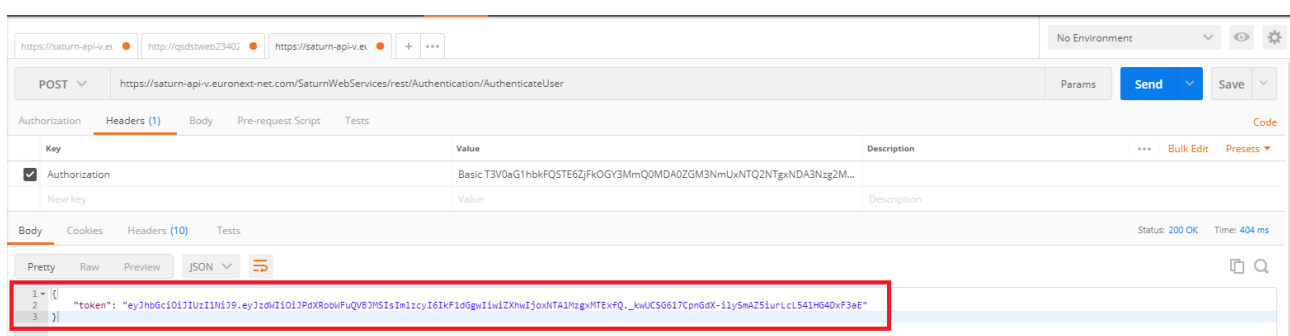 https://saturn-api-v.eu http://qsdstweb23402 https://saturn-api-v.eu + ••• No Environment
POST https://saturn-api-v.euronext-net.com/SaturnWebServices/rest/Authentication/AuthenticateUser Params Send Save
Authorization Headers (1) Body Pre-request Script Tests Code
Key Value Description ••• Bulk Edit Presets
Authorization Basic T3V0aG1hbkFQSTE6ZjFkOGY3MmQ0MDA0ZGM3NmUxNTQ2NTgxNDA3Nzg2M...
New key Value Description
Body Cookies Headers (10) Tests Status: 200 OK Time: 404 ms
Pretty Raw Preview JSON
1 {
2 "token": "eyJhbGciOiJIUzI1NiJ9.eyJzdWIiOiJPdXRobWFuQVBJMSIsImlzcyI6IkF1dGgwIiwiZXhwIjoxNTA1MzgxMTExfQ._kwUCSG617CpnGdX-ilySmAZ5iurLcL541HG4DxF3aE"
3 }